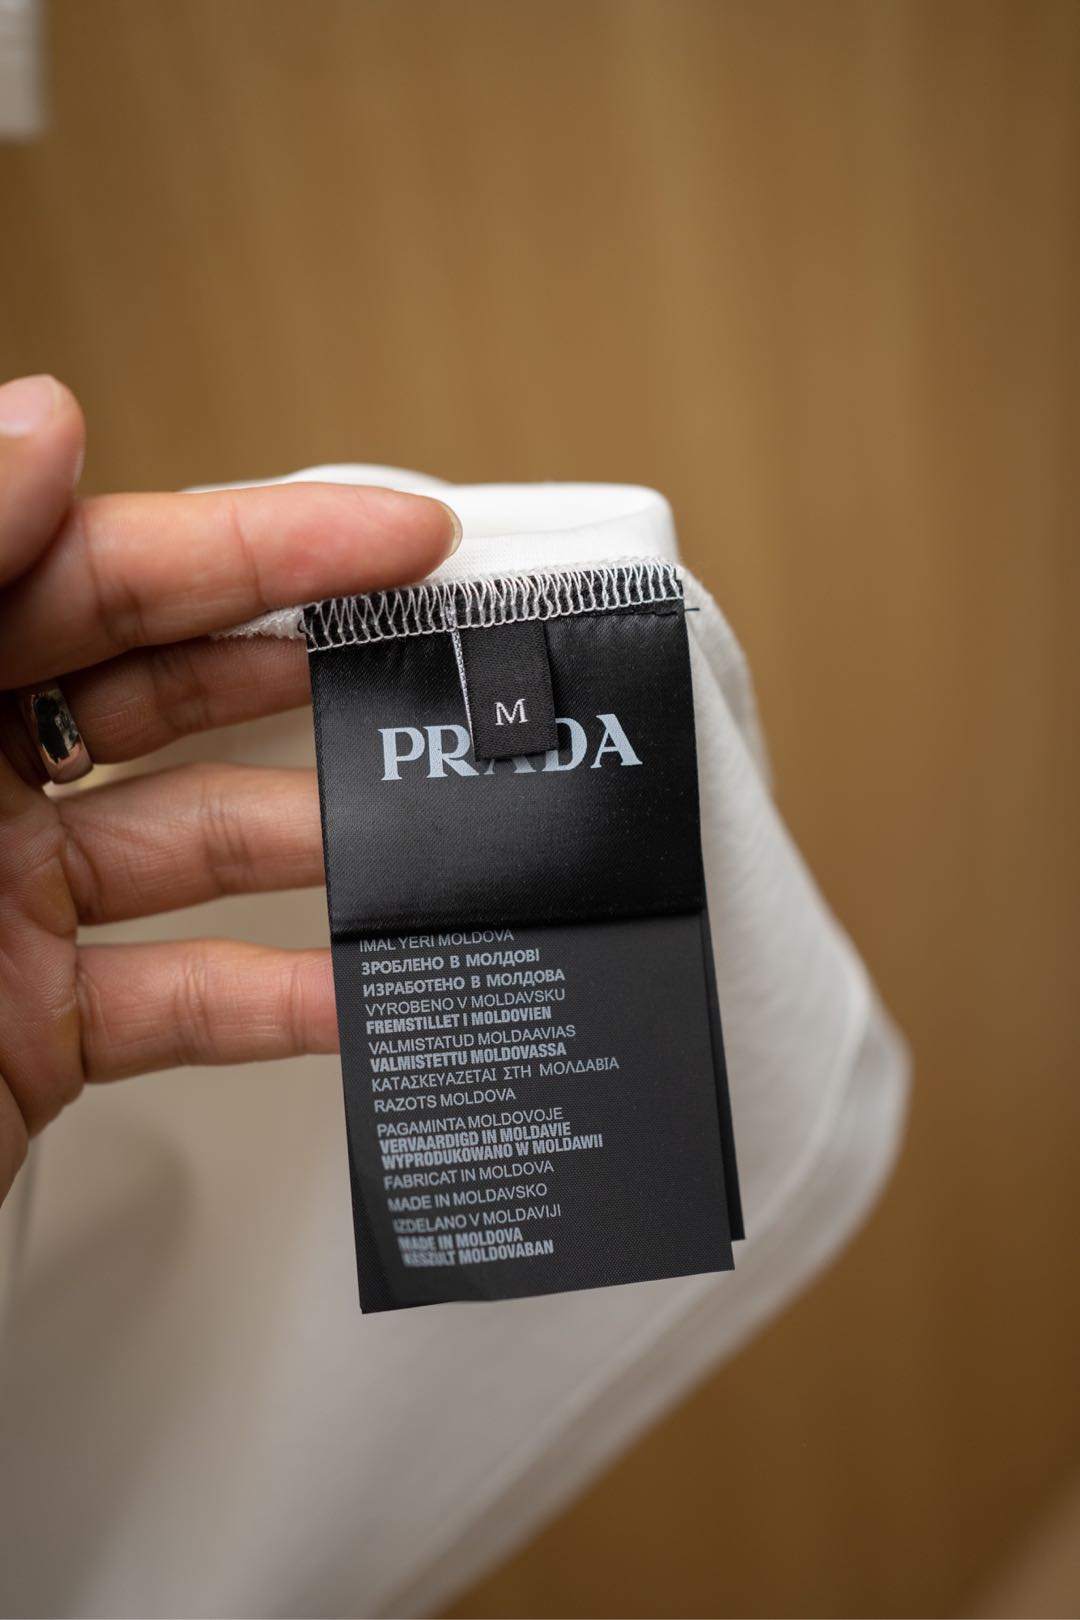 M
PRADA
IMAL YERI MOLDOVA
ЗРОБЛЕНО В МОЛДОВІ
ИЗРАБОТЕНО В МОЛДОВА
VYROBENO V MOLDAVSKU
FREMSTILLET I MOLDOVIEN
VALMISTATUD MOLDAAVIAS
VALMISTETTU MOLDOVASSA
ΚΑΤΑΣΚΕΥΑΖΕΤΑΙ ΣΤΗ ΜΟΛΔΑΒΙΑ
RAZOTS MOLDOVA
PAGAMINTA MOLDOVOJE
VERVAARDIGD IN MOLDAVIE
WYPRODUKOWANO W MOLDAWII
FABRICAT IN MOLDOVA
MADE IN MOLDAVSKO
IZDELANO V MOLDAVIJI
MADE IN MOLDOVA
KESZULT MOLDOVABAN